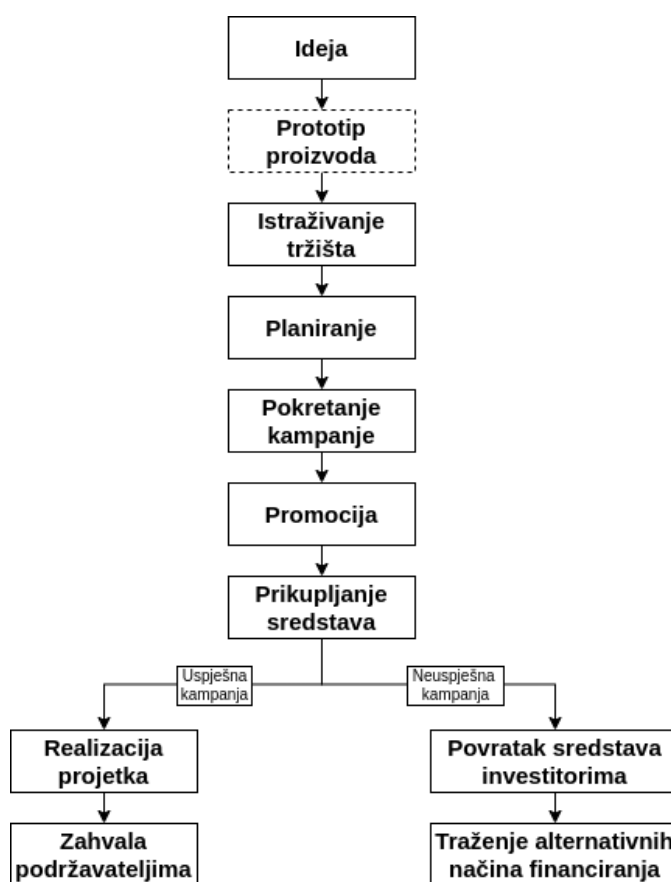 Ideja
Prototip
proizvoda
Istraživanje
tržišta
Planiranje
Pokretanje
kampanje
Promocija
Prikupljanje
sredstava
Uspješna
kampanja
Neuspješna
kampanja
Realizacija
projetka
Povratak sredstava
investitorima
Zahvala
podržavateljima
Traženje alternativnih
načina financiranja